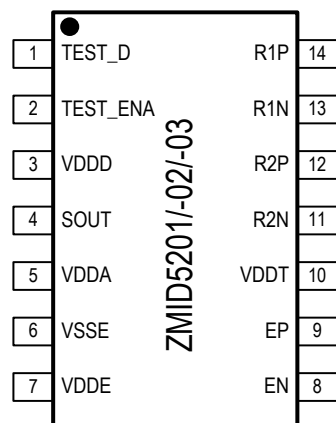 1 TEST_D R1P 14
2 TEST_ENA R1N 13
3 VDDD R2P 12
4 SOUT R2N 11
5 VDDA VDDT 10
6 VSSE EP 9
7 VDDE EN 8
ZMID5201/-02/-03